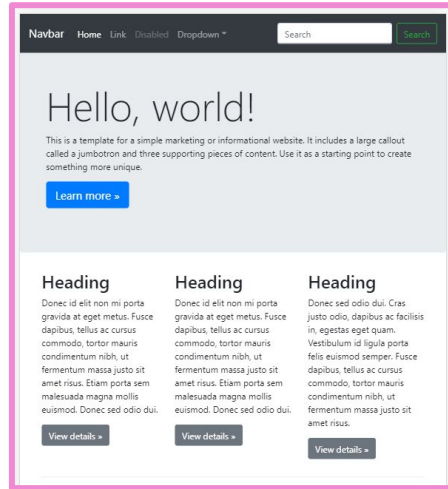 Navbar Home Link Disabled Dropdown Search Search
Hello, world!
This is a template for a simple marketing or informational website. It includes a large callout
called a jumbotron and three supporting pieces of content. Use it as a starting point to create
something more unique.
Learn more »
Heading
Donec id elit non mi porta
gravida at eget metus. Fusce
dapibus, tellus ac cursus
commodo, tortor mauris
condimentum nibh, ut
fermentum massa justo sit
amet risus. Etiam porta sem
malesuada magna mollis
euismod. Donec sed odio dui.
View details »
Heading
Donec id elit non mi porta
gravida at eget metus. Fusce
dapibus, tellus ac cursus
commodo, tortor mauris
condimentum nibh, ut
fermentum massa justo sit
amet risus. Etiam porta sem
malesuada magna mollis
euismod. Donec sed odio dui.
View details »
Heading
Donec sed odio dui. Cras
justo odio, dapibus ac facilisis
in, egestas eget quam.
Vestibulum id ligula porta
felis euismod semper. Fusce
dapibus, tellus ac cursus
commodo, tortor mauris
condimentum nibh, ut
fermentum massa justo sit
amet risus.
View details »